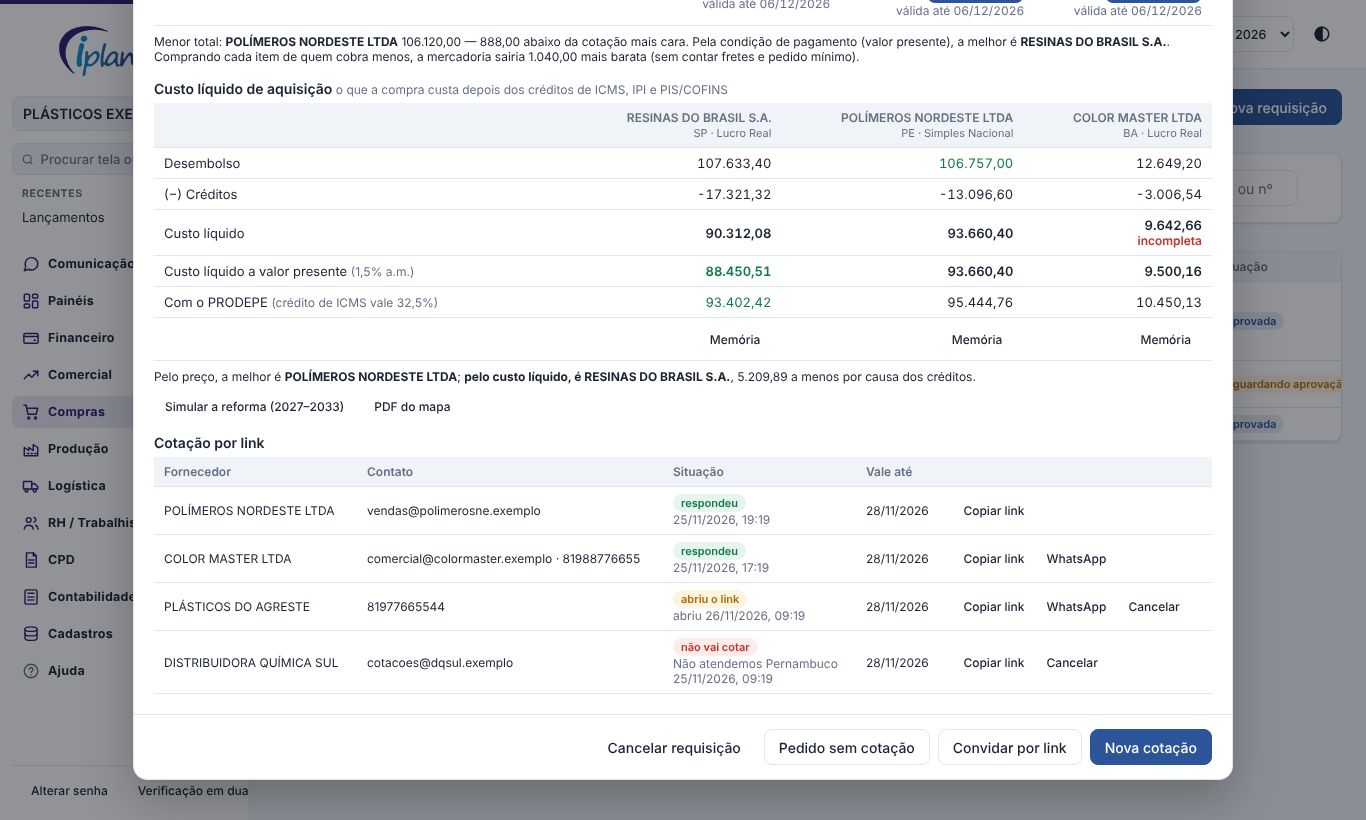 válida até 06/12/2026
válida até 06/12/2026
válida até 06/12/2026
Menor total: POLÍMEROS NORDESTE LTDA 106.120,00 — 888,00 abaixo da cotação mais cara. Pela condição de pagamento (valor presente), a melhor é RESINAS DO BRASIL S.A..
Comprando cada item de quem cobra menos, a mercadoria sairia 1.040,00 mais barata (sem contar fretes e pedido mínimo).
Custo líquido de aquisição o que a compra custa depois dos créditos de ICMS, IPI e PIS/COFINS
RESINAS DO BRASIL S.A. POLÍMEROS NORDESTE LTDA COLOR MASTER LTDA
SP · Lucro Real PE · Simples Nacional BA · Lucro Real
Desembolso 107.633,40 106.757,00 12.649,20
(−) Créditos -17.321,32 -13.096,60 -3.006,54
Custo líquido 90.312,08 93.660,40 9.642,66
incompleta
Custo líquido a valor presente (1,5% a.m.) 88.450,51 93.660,40 9.500,16
Com o PRODEPE (crédito de ICMS vale 32,5%) 93.402,42 95.444,76 10.450,13
Memória Memória Memória
Pelo preço, a melhor é POLÍMEROS NORDESTE LTDA; pelo custo líquido, é RESINAS DO BRASIL S.A., 5.209,89 a menos por causa dos créditos.
Simular a reforma (2027–2033) PDF do mapa
Cotação por link
Fornecedor Contato Situação Vale até
POLÍMEROS NORDESTE LTDA vendas@polimerosne.exemplo respondeu 28/11/2026 Copiar link
25/11/2026, 19:19
COLOR MASTER LTDA comercial@colormaster.exemplo · 81988776655 respondeu 28/11/2026 Copiar link WhatsApp
25/11/2026, 17:19
PLÁSTICOS DO AGRESTE 81977665544 abriu o link 28/11/2026 Copiar link WhatsApp Cancelar
abriu 26/11/2026, 09:19
DISTRIBUIDORA QUÍMICA SUL cotacoes@dqsul.exemplo não vai cotar 28/11/2026 Copiar link Cancelar
Não atendemos Pernambuco
25/11/2026, 09:19
Cancelar requisição Pedido sem cotação Convidar por link Nova cotação
iplan
PLÁSTICOS EXE
Procurar tela o
RECENTES
Lançamentos
Comunicação
Painéis
Financeiro
Comercial
Compras
Produção
Logística
RH / Trabalhis
CPD
Contabilidade
Cadastros
Ajuda
Alterar senha Verificação em dua
2026
ova requisição
ou nº
uação
provada
guardando aprovaçã
provada